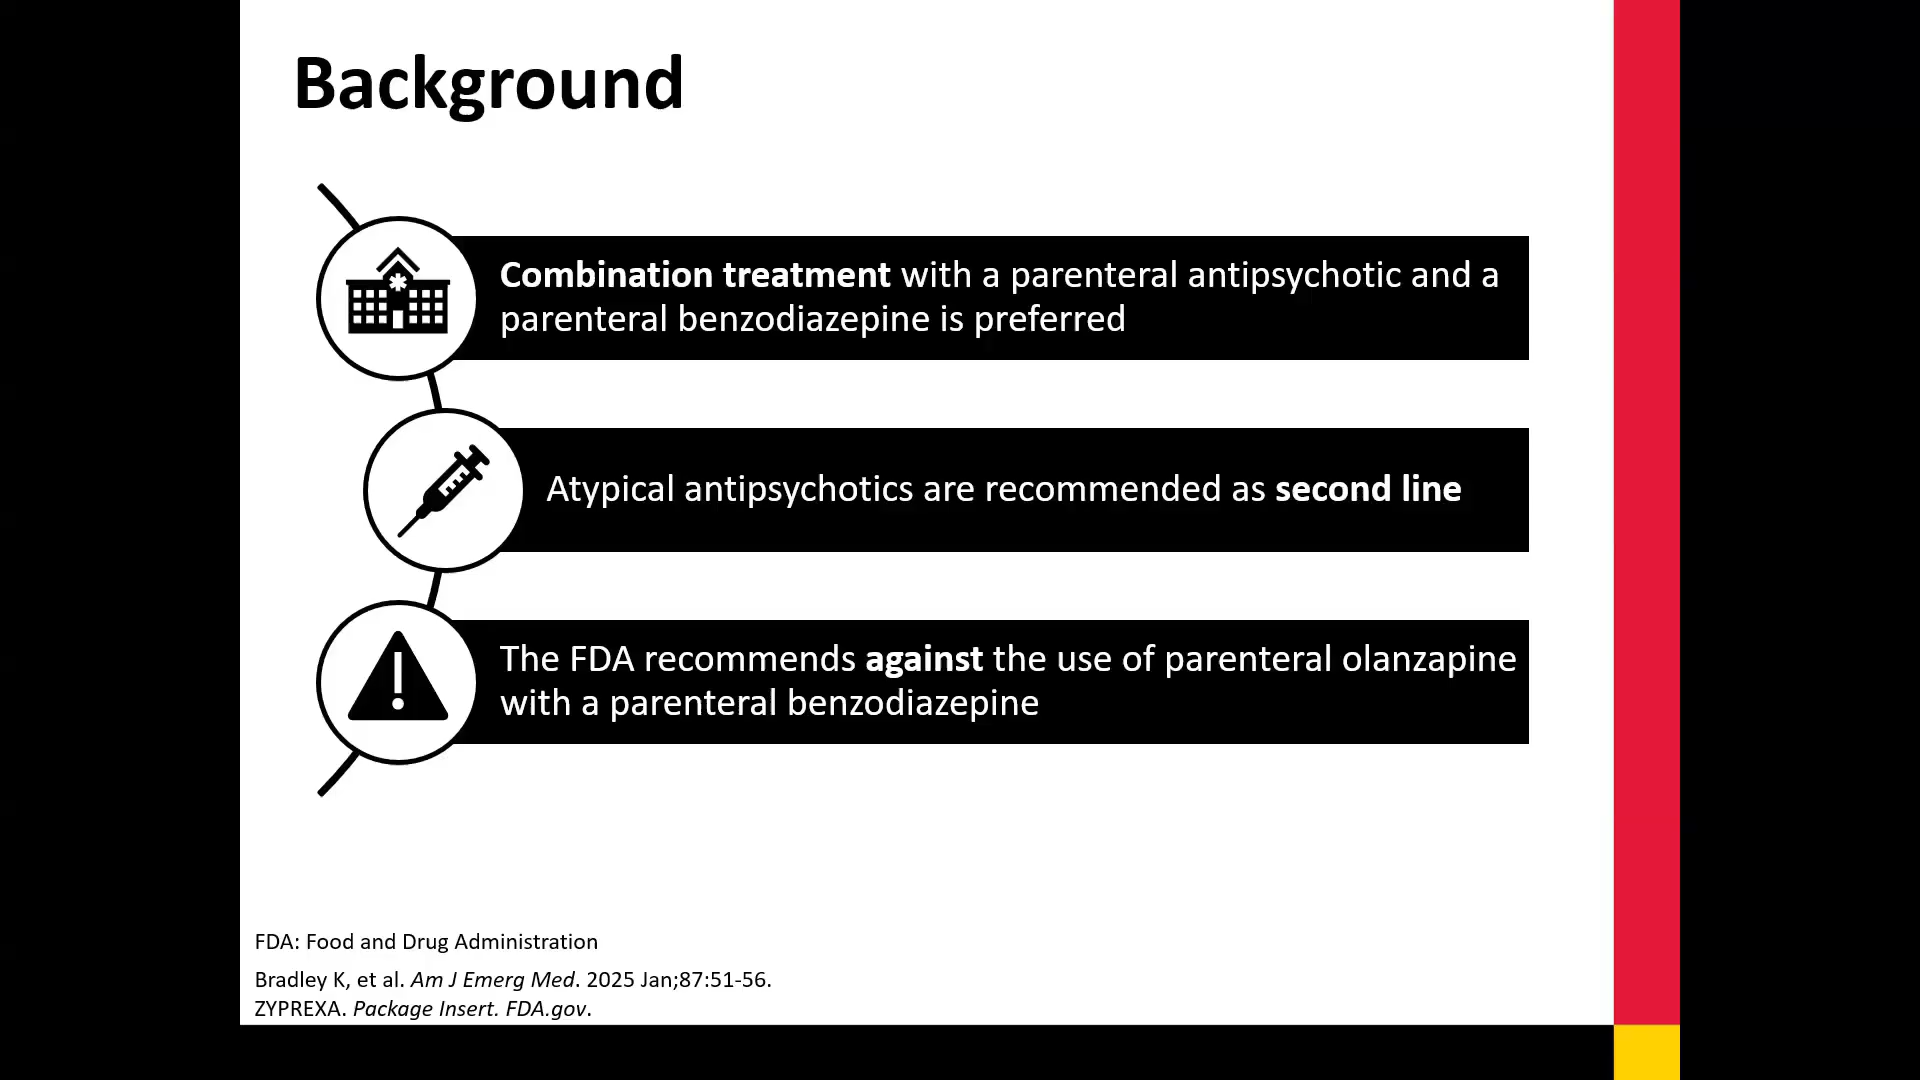 Background
Combination treatment with a parenteral antipsychotic and a
parenteral benzodiazepine is preferred
Atypical antipsychotics are recommended as second line
The FDA recommends against the use of parenteral olanzapine
with a parenteral benzodiazepine
FDA: Food and Drug Administration
Bradley K, et al. Am J Emerg Med. 2025 Jan;87:51-56.
ZYPREXA. Package Insert. FDA.gov.